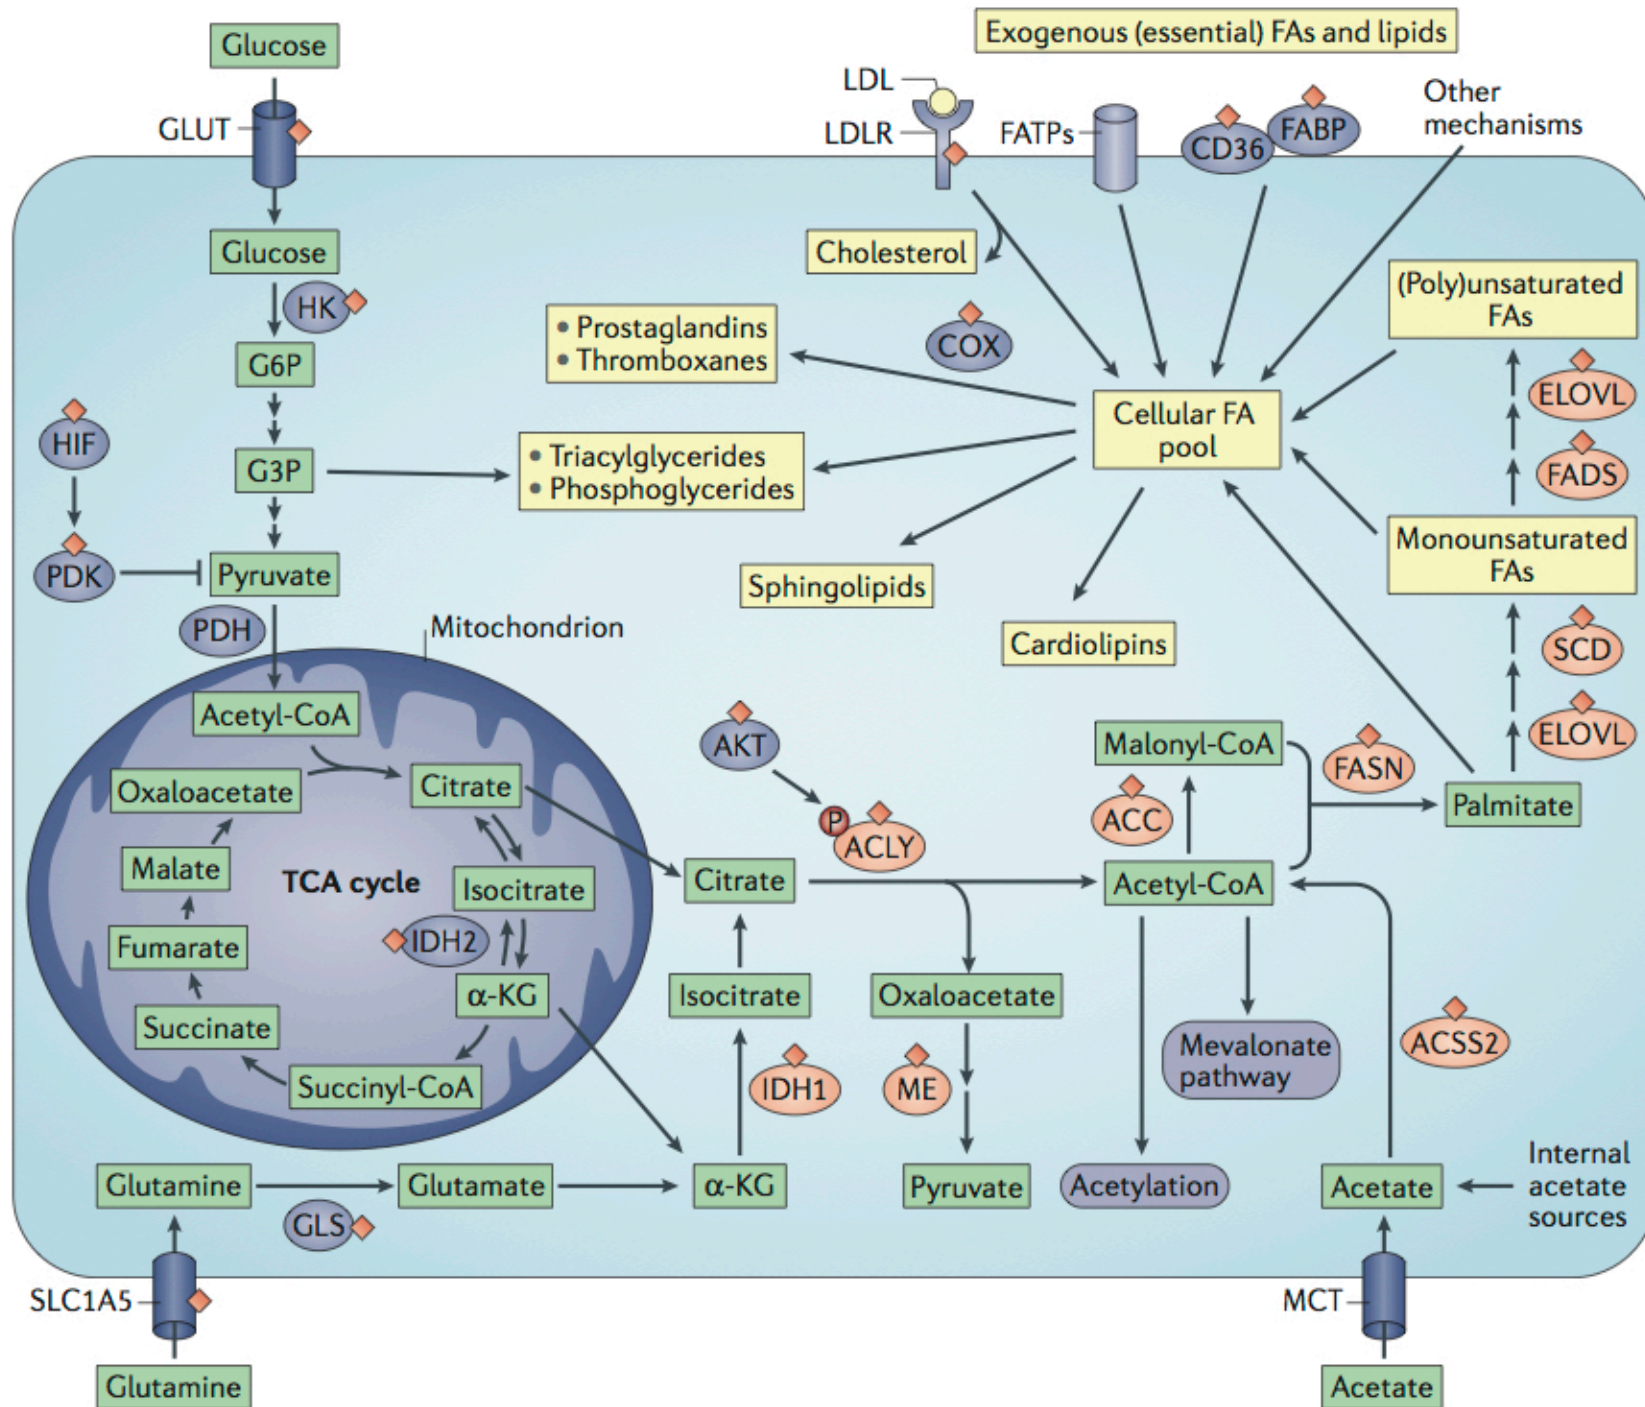 Glucose
Exogenous (essential) FAs and lipids
LDL
LDLR
FATPs
CD36
FABP
Other
mechanisms
GLUT
Glucose
HK
Cholesterol
(Poly)unsaturated
FAs
• Prostaglandins
• Thromboxanes
COX
G6P
ELOVL
HIF
Cellular FA
pool
G3P
• Triacylglycerides
• Phosphoglycerides
FADS
PDK
Pyruvate
Monounsaturated
FAs
Sphingolipids
PDH
Mitochondrion
Cardiolipins
SCD
Acetyl-CoA
AKT
Malonyl-CoA
ELOVL
FASN
Oxaloacetate
Citrate
Palmitate
P
ACLY
ACC
Malate
TCA cycle
Isocitrate
Citrate
Acetyl-CoA
Fumarate
IDH2
α-KG
Isocitrate
Oxaloacetate
Succinate
Mevalonate
pathway
ACSS2
Succinyl-CoA
IDH1
ME
Glutamine
Glutamate
α-KG
Pyruvate
Acetylation
Acetate
Internal
acetate
sources
GLS
SLC1A5
MCT
Glutamine
Acetate